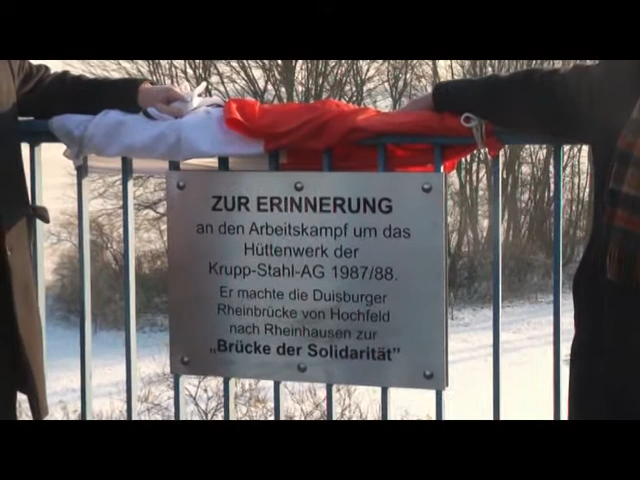 ZUR ERINNERUNG
an den Arbeitskampf um das
Hüttenwerk der
Krupp-Stahl-AG 1987/88.
Er machte die Duisburger
Rheinbrücke von Hochfeld
nach Rheinhausen zur
„Brücke der Solidarität”